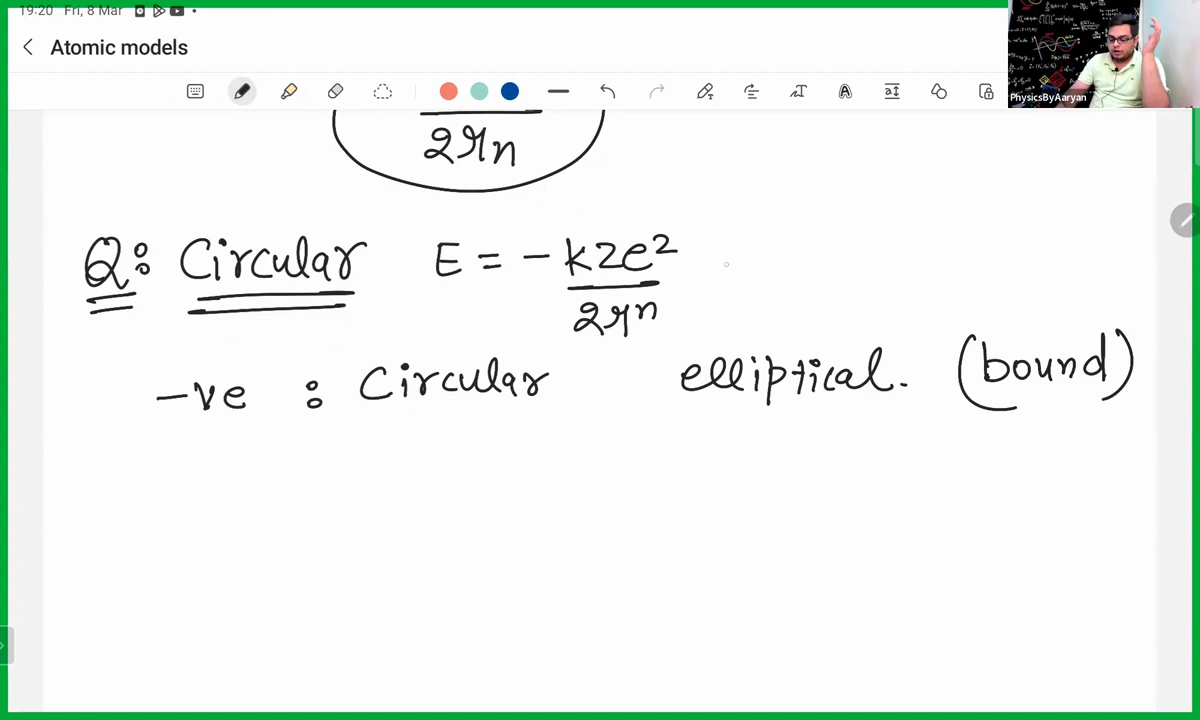 19:20 Fri, 8 Mar
Atomic models
PhysicsByAaryan
2rn
Q: Circular E = - kze²
2rn
-ve : Circular elliptical. (bound)